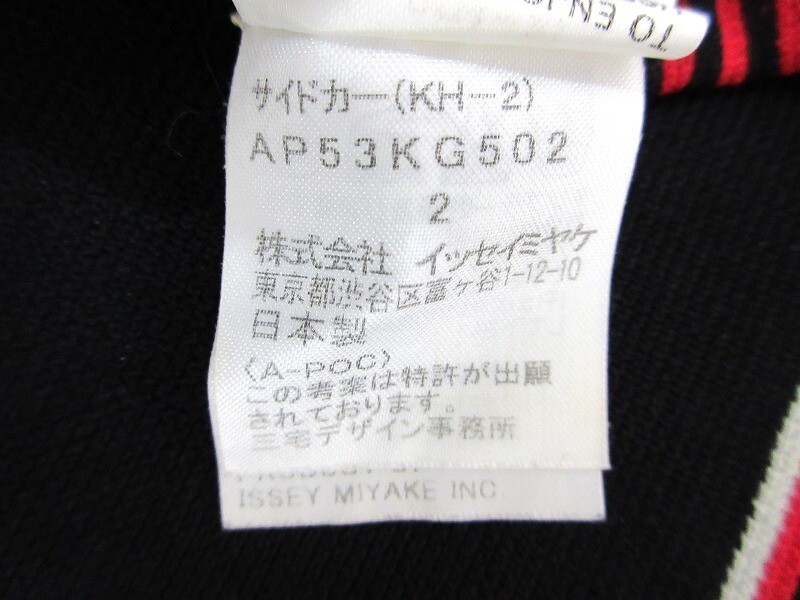 TO EN
サイドカー(KH-2)
AP53KG502
2
株式会社 イッセイミヤケ
東京都渋谷区富ヶ谷1-12-10
日本製
(A-POC)
この考案は特許が出願
されております。
三毛デザイン事務所
ISSEY MIYAKE INC